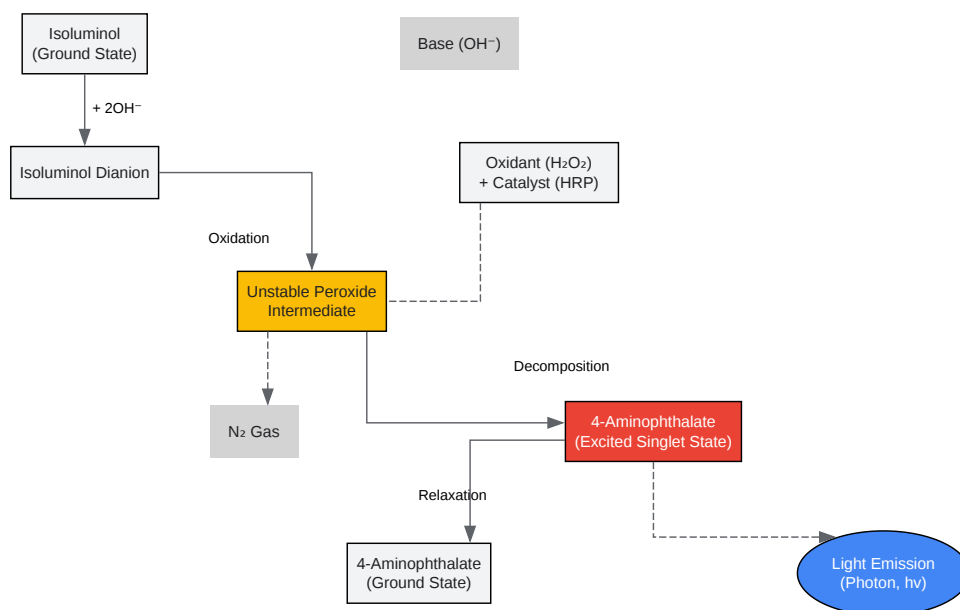 Isoluminol
(Ground State)
Base (OH⁻)
+ 2OH⁻
Isoluminol Dianion
Oxidant (H₂O₂)
+ Catalyst (HRP)
Oxidation
Unstable Peroxide
Intermediate
Decomposition
N₂ Gas
4-Aminophthalate
(Excited Singlet State)
Relaxation
4-Aminophthalate
(Ground State)
Light Emission
(Photon, hv)